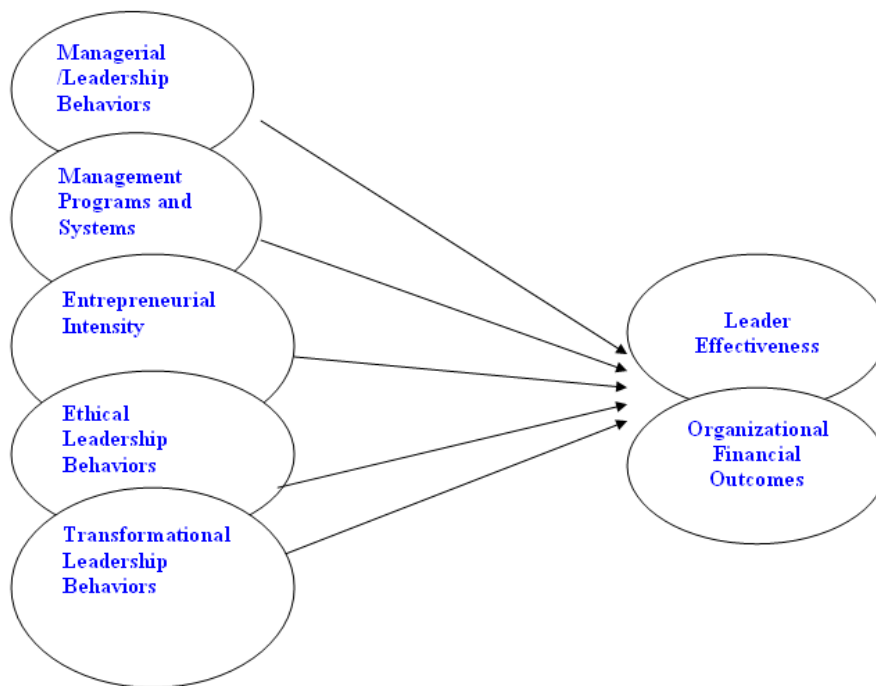 Managerial
/Leadership
Behaviors
Management
Programs and
Systems
Entrepreneurial
Intensity
Ethical
Leadership
Behaviors
Transformational
Leadership
Behaviors
Leader
Effectiveness
Organizational
Financial
Outcomes